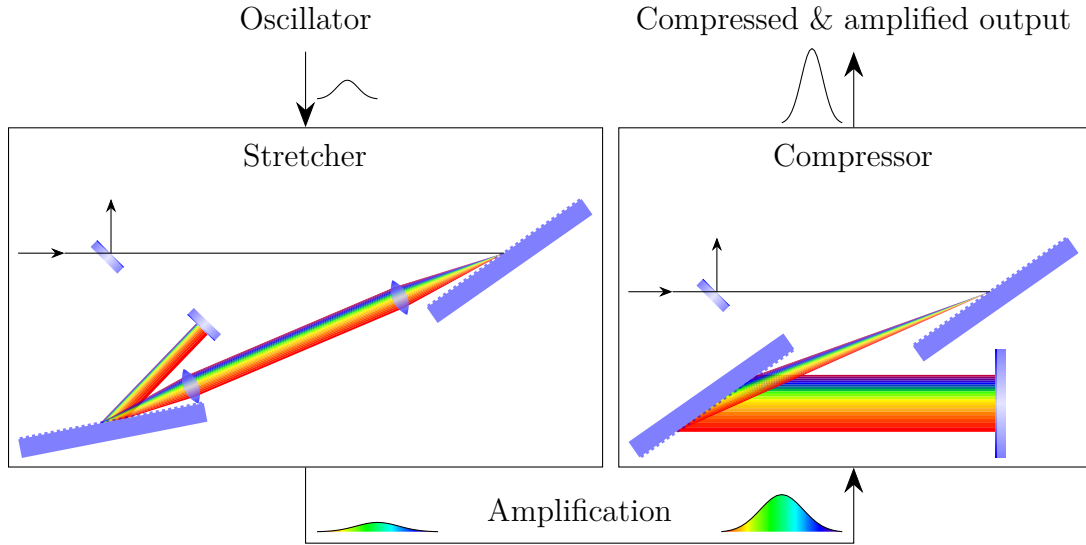 Oscillator
Compressed & amplified output
Stretcher
Compressor
Amplification